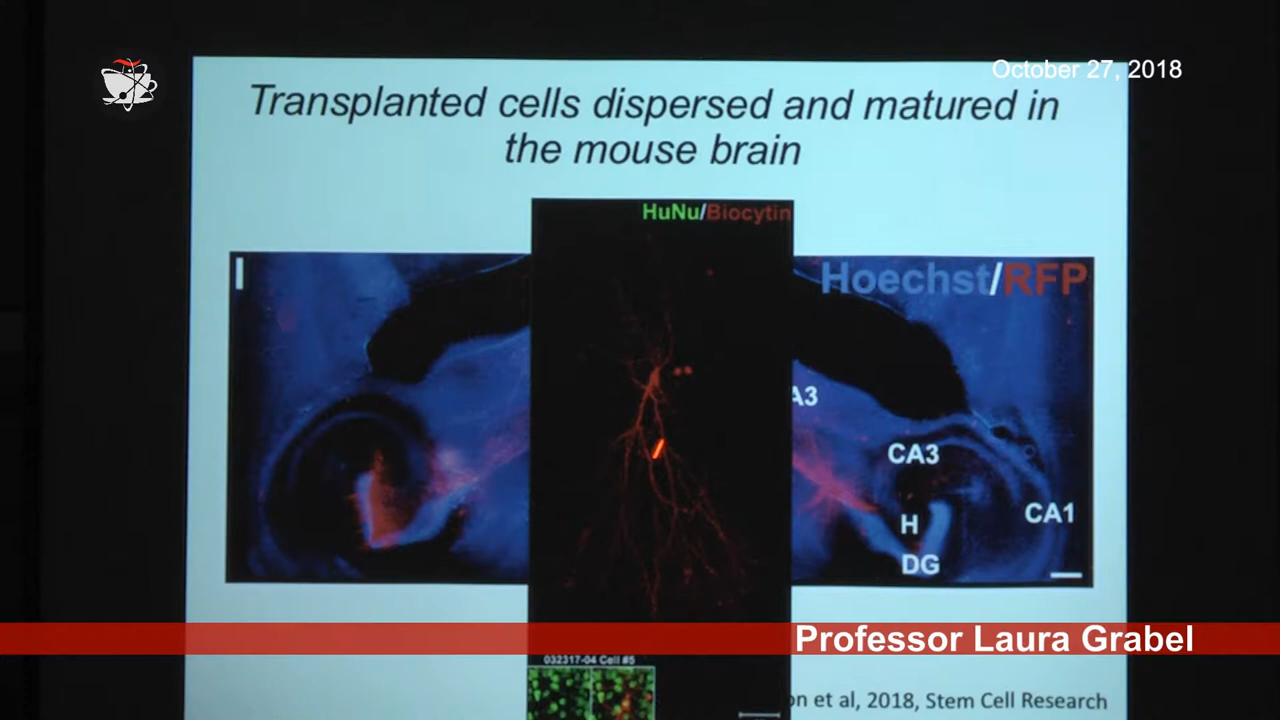 October 27, 2018
Transplanted cells dispersed and matured in
the mouse brain
HuNu/Biocytin
Hoechst/RFP
A3
CA3
CA1
H
DG
Professor Laura Grabel
032317-04 Cell #5
on et al, 2018, Stem Cell Research